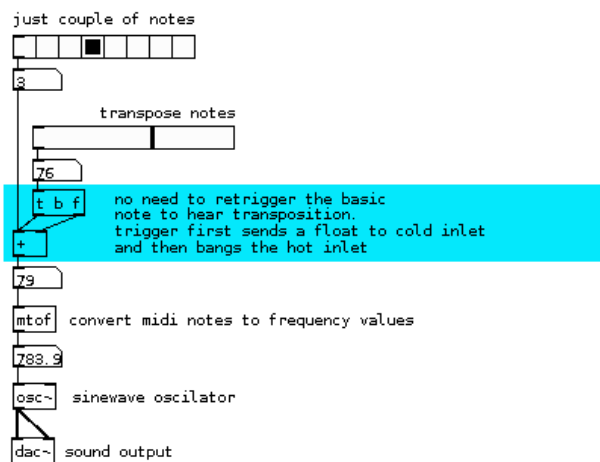 just couple of notes
3
transpose notes
76
t b f
no need to retrigger the basic
note to hear transposition.
trigger first sends a float to cold inlet
and then bangs the hot inlet
+
79
mtof convert midi notes to frequency values
783.9
osc~ sinewave oscilator
dac~ sound output